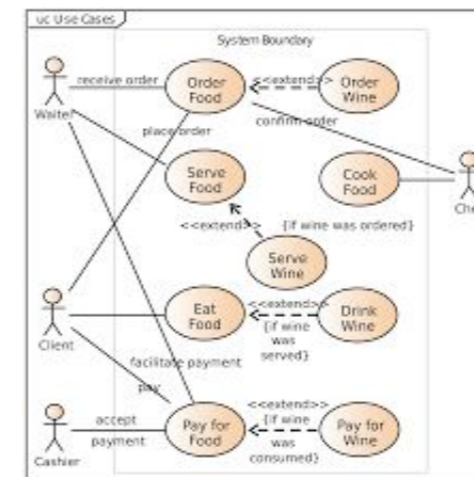 uc Use Cases
System Boundary
receive order
Order
Food
<<extend>>
Order
Wine
Waiter
place order
confirm order
Serve
Food
Cook
Food
<<extend>>
{if wine was ordered}
Serve
Wine
Client
Eat
Food
<<extend>>
{if wine
was
served}
Drink
Wine
facilitate payment
pay
accept
payment
Cashier
Pay for
Food
<<extend>>
{if wine
was
consumed}
Pay for
Wine